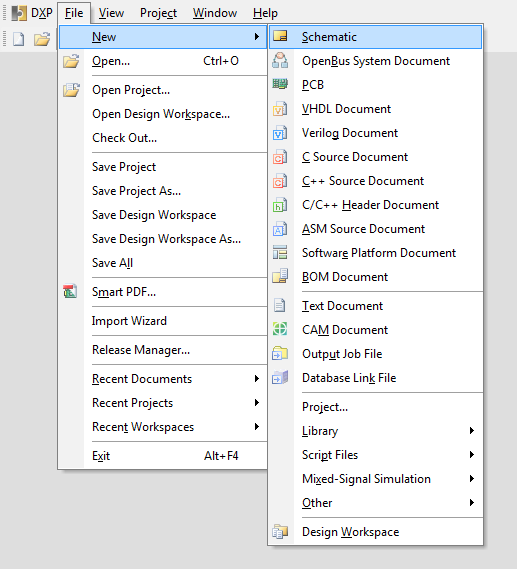 DXP File View Project Window Help
New
Open... Ctrl+O
Open Project...
Open Design Workspace...
Check Out...
Save Project
Save Project As...
Save Design Workspace
Save Design Workspace As...
Save All
Smart PDF...
Import Wizard
Release Manager...
Recent Documents
Recent Projects
Recent Workspaces
Exit Alt+F4
Schematic
OpenBus System Document
PCB
VHDL Document
Verilog Document
C Source Document
C++ Source Document
C/C++ Header Document
ASM Source Document
Software Platform Document
BOM Document
Text Document
CAM Document
Output Job File
Database Link File
Project...
Library
Script Files
Mixed-Signal Simulation
Other
Design Workspace